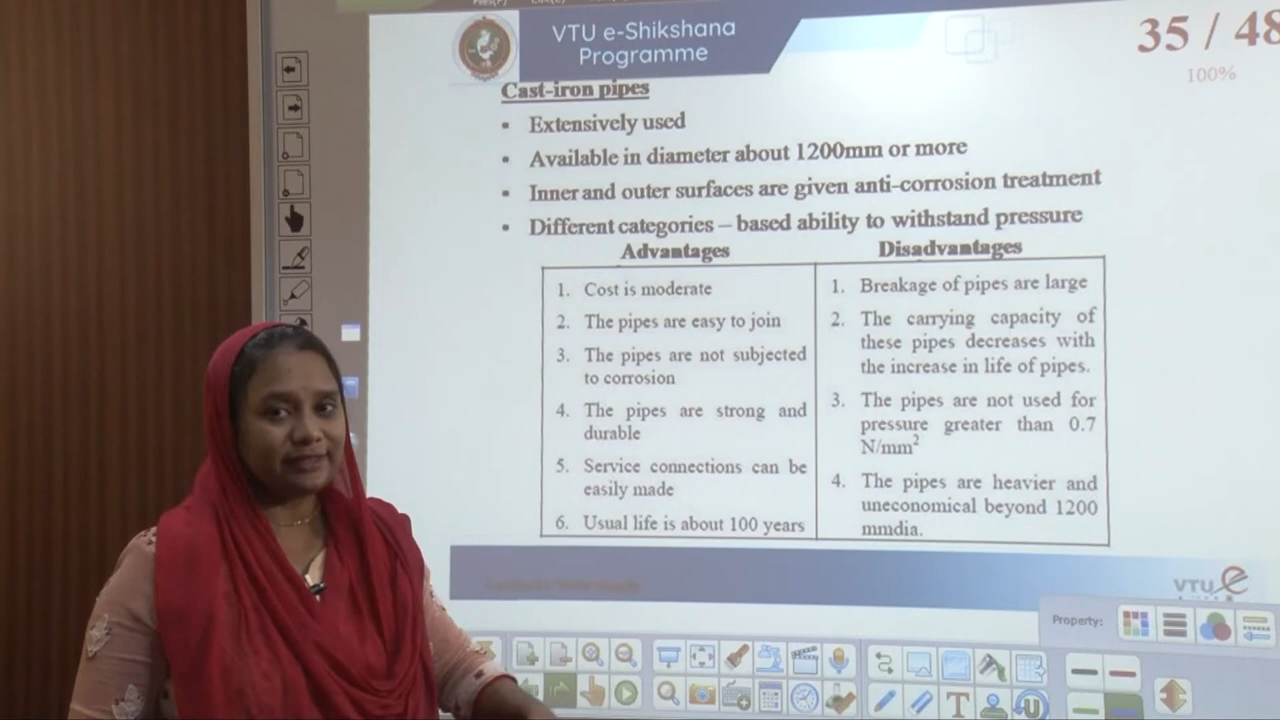 VTU e-Shikshana
Programme
35 / 48
100%
Cast-iron pipes
▪ Extensively used
▪ Available in diameter about 1200mm or more
▪ Inner and outer surfaces are given anti-corrosion treatment
▪ Different categories – based ability to withstand pressure
Advantages
1. Cost is moderate
2. The pipes are easy to join
3. The pipes are not subjected
to corrosion
4. The pipes are strong and
durable
5. Service connections can be
easily made
6. Usual life is about 100 years
Disadvantages
1. Breakage of pipes are large
2. The carrying capacity of
these pipes decreases with
the increase in life of pipes.
3. The pipes are not used for
pressure greater than 0.7
N/mm²
4. The pipes are heavier and
uneconomical beyond 1200
mmdia.
VTU e
Property:
T
U